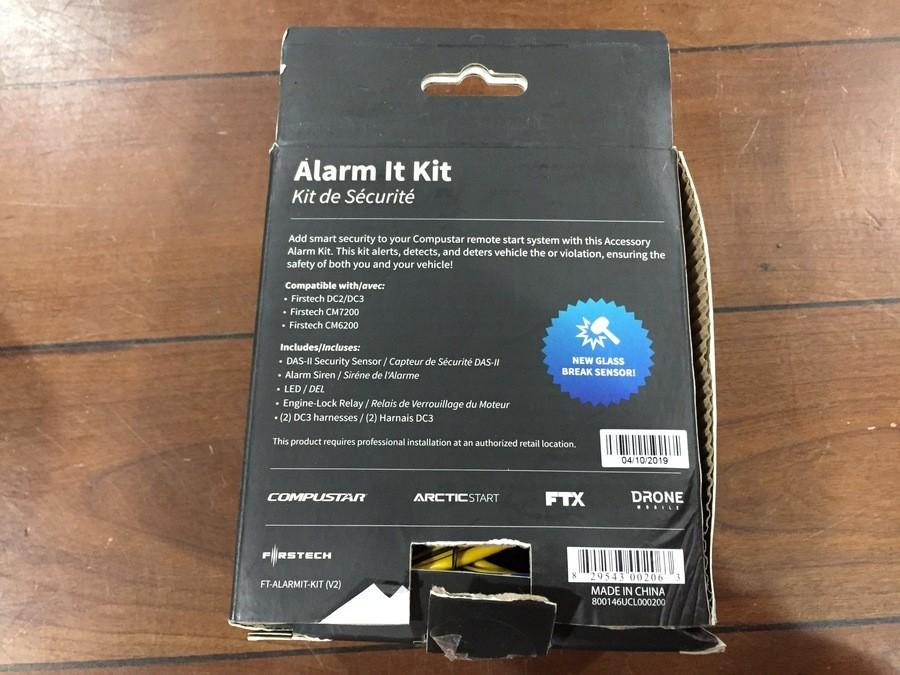 Alarm It Kit
Kit de Sécurité
Add smart security to your Compustar remote start system with this Accessory
Alarm Kit. This kit alerts, detects, and deters vehicle the or violation, ensuring the
safety of both you and your vehicle!
Compatible with/avec:
• Firstech DC2/DC3
• Firstech CM7200
• Firstech CM6200
NEW GLASS
BREAK SENSOR!
Includes/Incluses:
• DAS-II Security Sensor / Capteur de Sécurité DAS-II
• Alarm Siren / Siréne de l'Alarme
• LED / DEL
• Engine-Lock Relay / Relais de Verrouillage du Moteur
• (2) DC3 harnesses / (2) Harnais DC3
This product requires professional installation at an authorized retail location.
04/10/2019
COMPUSTAR
ARCTICSTART
FTX
DRONE
MOBILE
FIRSTECH
FT-ALARMIT-KIT (V2)
8 29543 00206 3
MADE IN CHINA
800146UCL000200